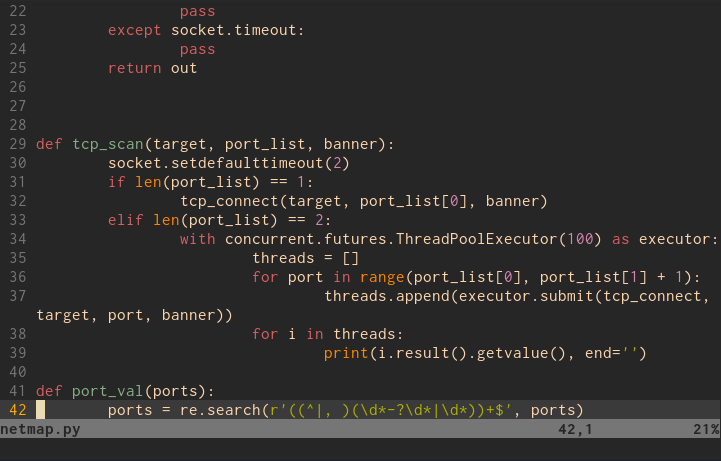 22                 pass
23         except socket.timeout:
24                 pass
25         return out
26
27
28
29 def tcp_scan(target, port_list, banner):
30         socket.setdefaulttimeout(2)
31         if len(port_list) == 1:
32                 tcp_connect(target, port_list[0], banner)
33         elif len(port_list) == 2:
34                 with concurrent.futures.ThreadPoolExecutor(100) as executor:
35                         threads = []
36                         for port in range(port_list[0], port_list[1] + 1):
37                                 threads.append(executor.submit(tcp_connect,
target, port, banner))
38                         for i in threads:
39                                 print(i.result().getvalue(), end='')
40
41 def port_val(ports):
42         ports = re.search(r'((^|, )(\d*-?\d*|\d*))+$', ports)
netmap.py                                                 42,1           21%